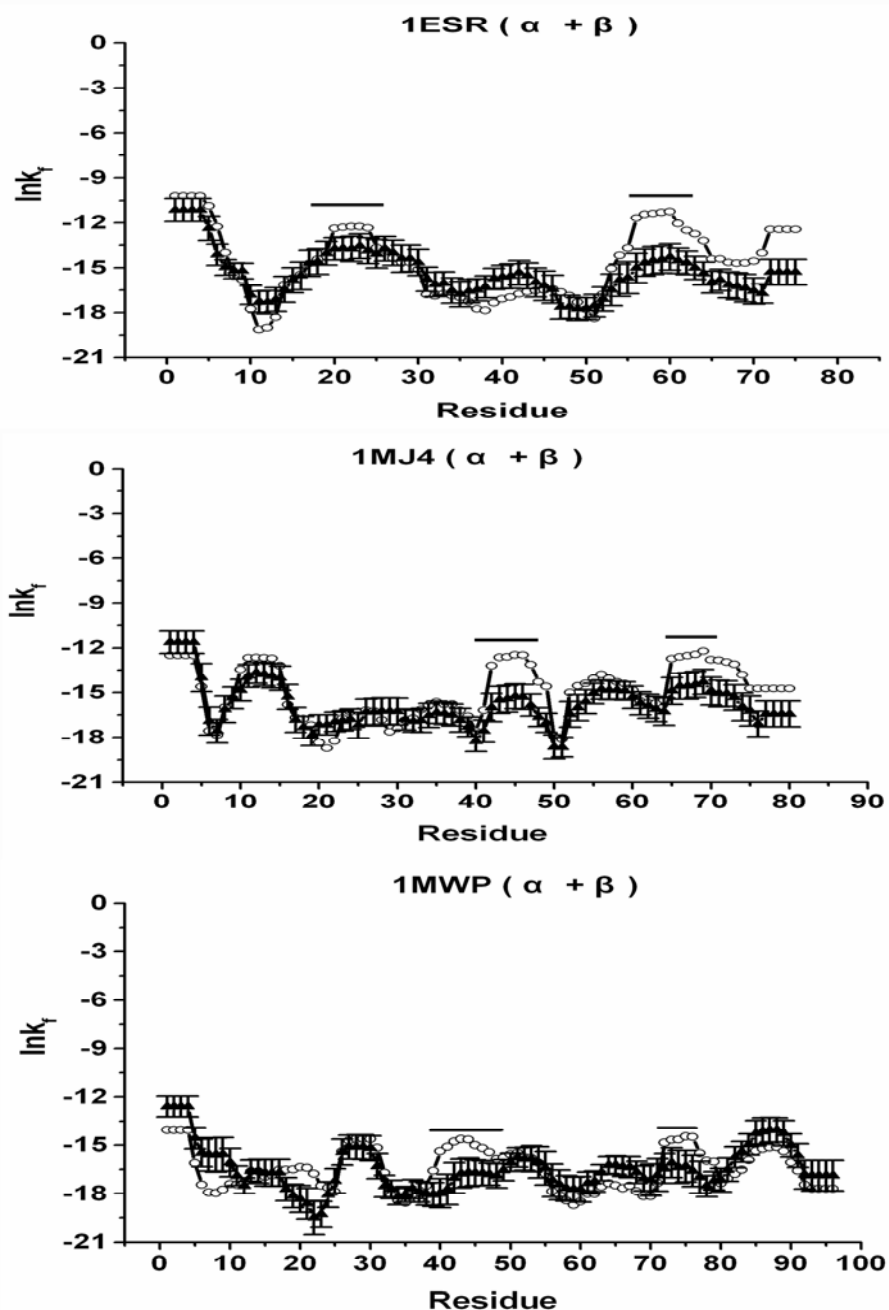 1ESR ( α + β )
0
-3
-6
-9
-12
-15
-18
-21
lnk_f
0 10 20 30 40 50 60 70 80
Residue
1MJ4 ( α + β )
0
-3
-6
-9
-12
-15
-18
-21
lnk_f
0 10 20 30 40 50 60 70 80 90
Residue
1MWP ( α + β )
0
-3
-6
-9
-12
-15
-18
-21
lnk_f
0 10 20 30 40 50 60 70 80 90 100
Residue